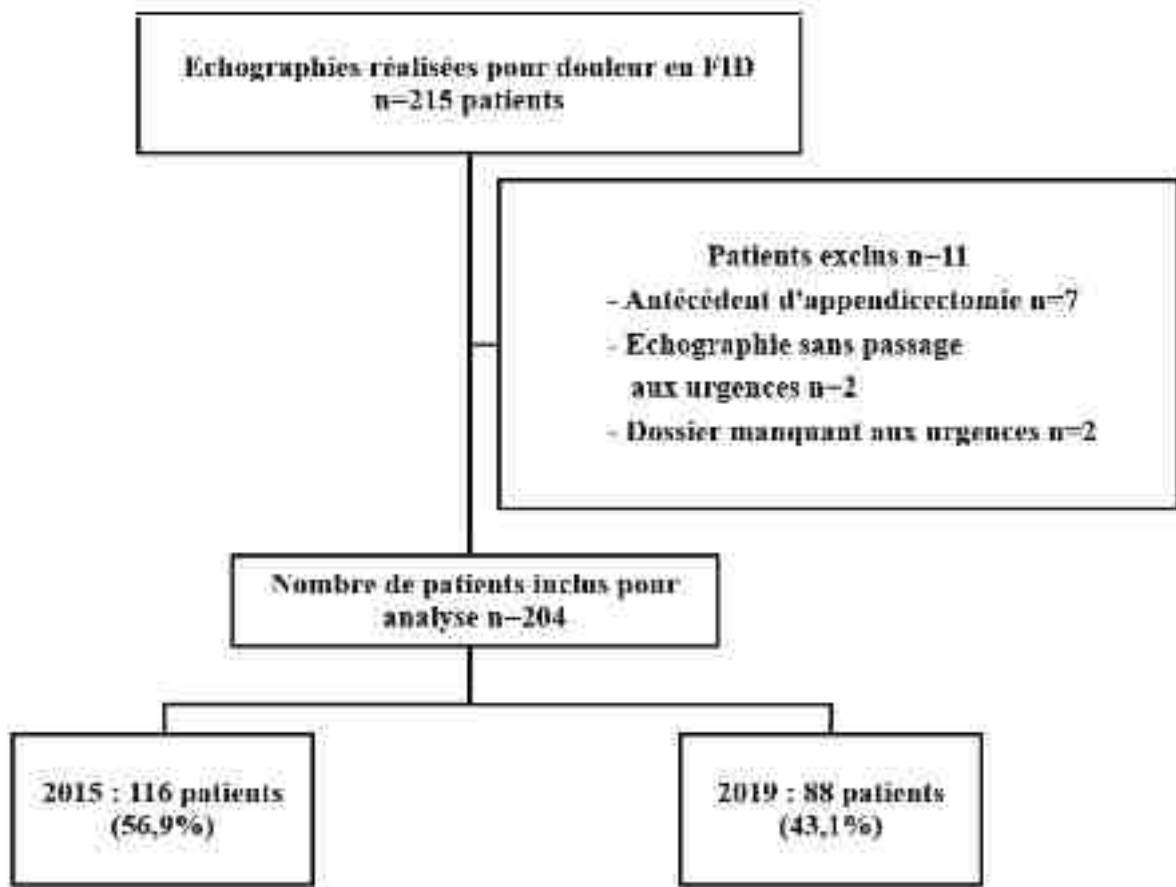 Echographies réalisées pour douleur en FID
n=215 patients
Patients exclus n=11
- Antécédent d'appendicectomie n=7
- Echographie sans passage
aux urgences n=2
- Dossier manquant aux urgences n=2
Nombre de patients inclus pour
analyse n=204
2015 : 116 patients
(56,9%)
2019 : 88 patients
(43,1%)